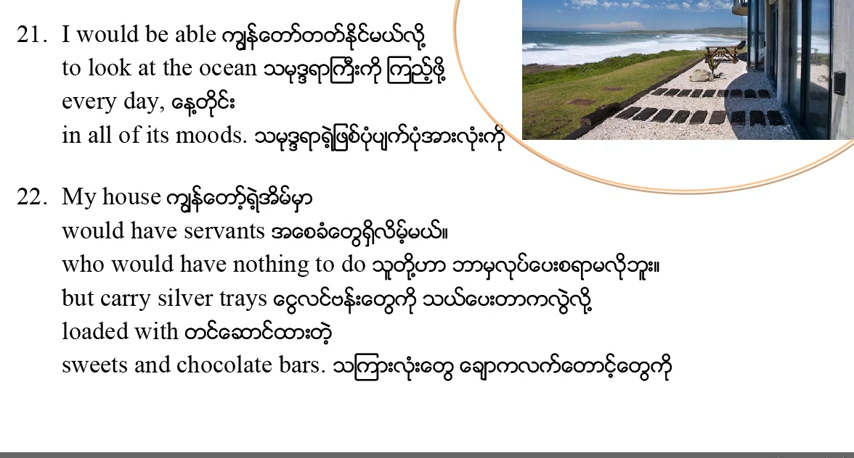 21. I would be able ကျွန်တော်တတ်နိုင်မယ်လို့
to look at the ocean သမုဒ္ဒရာကြီးကို ကြည့်ဖို့
every day, နေ့တိုင်း
in all of its moods. သမုဒ္ဒရာရဲ့ဖြစ်ပုံပျက်ပုံအားလုံးကို
22. My house ကျွန်တော့်ရဲ့အိမ်မှာ
would have servants အစေခံတွေရှိလိမ့်မယ်။
who would have nothing to do သူတို့ဟာ ဘာမှလုပ်ပေးစရာမလိုဘူး။
but carry silver trays ငွေလင်ဗန်းတွေကို သယ်ပေးတာကလွဲလို့
loaded with တင်ဆောင်ထားတဲ့
sweets and chocolate bars. သကြားလုံးတွေ ချောကလက်တောင့်တွေကို